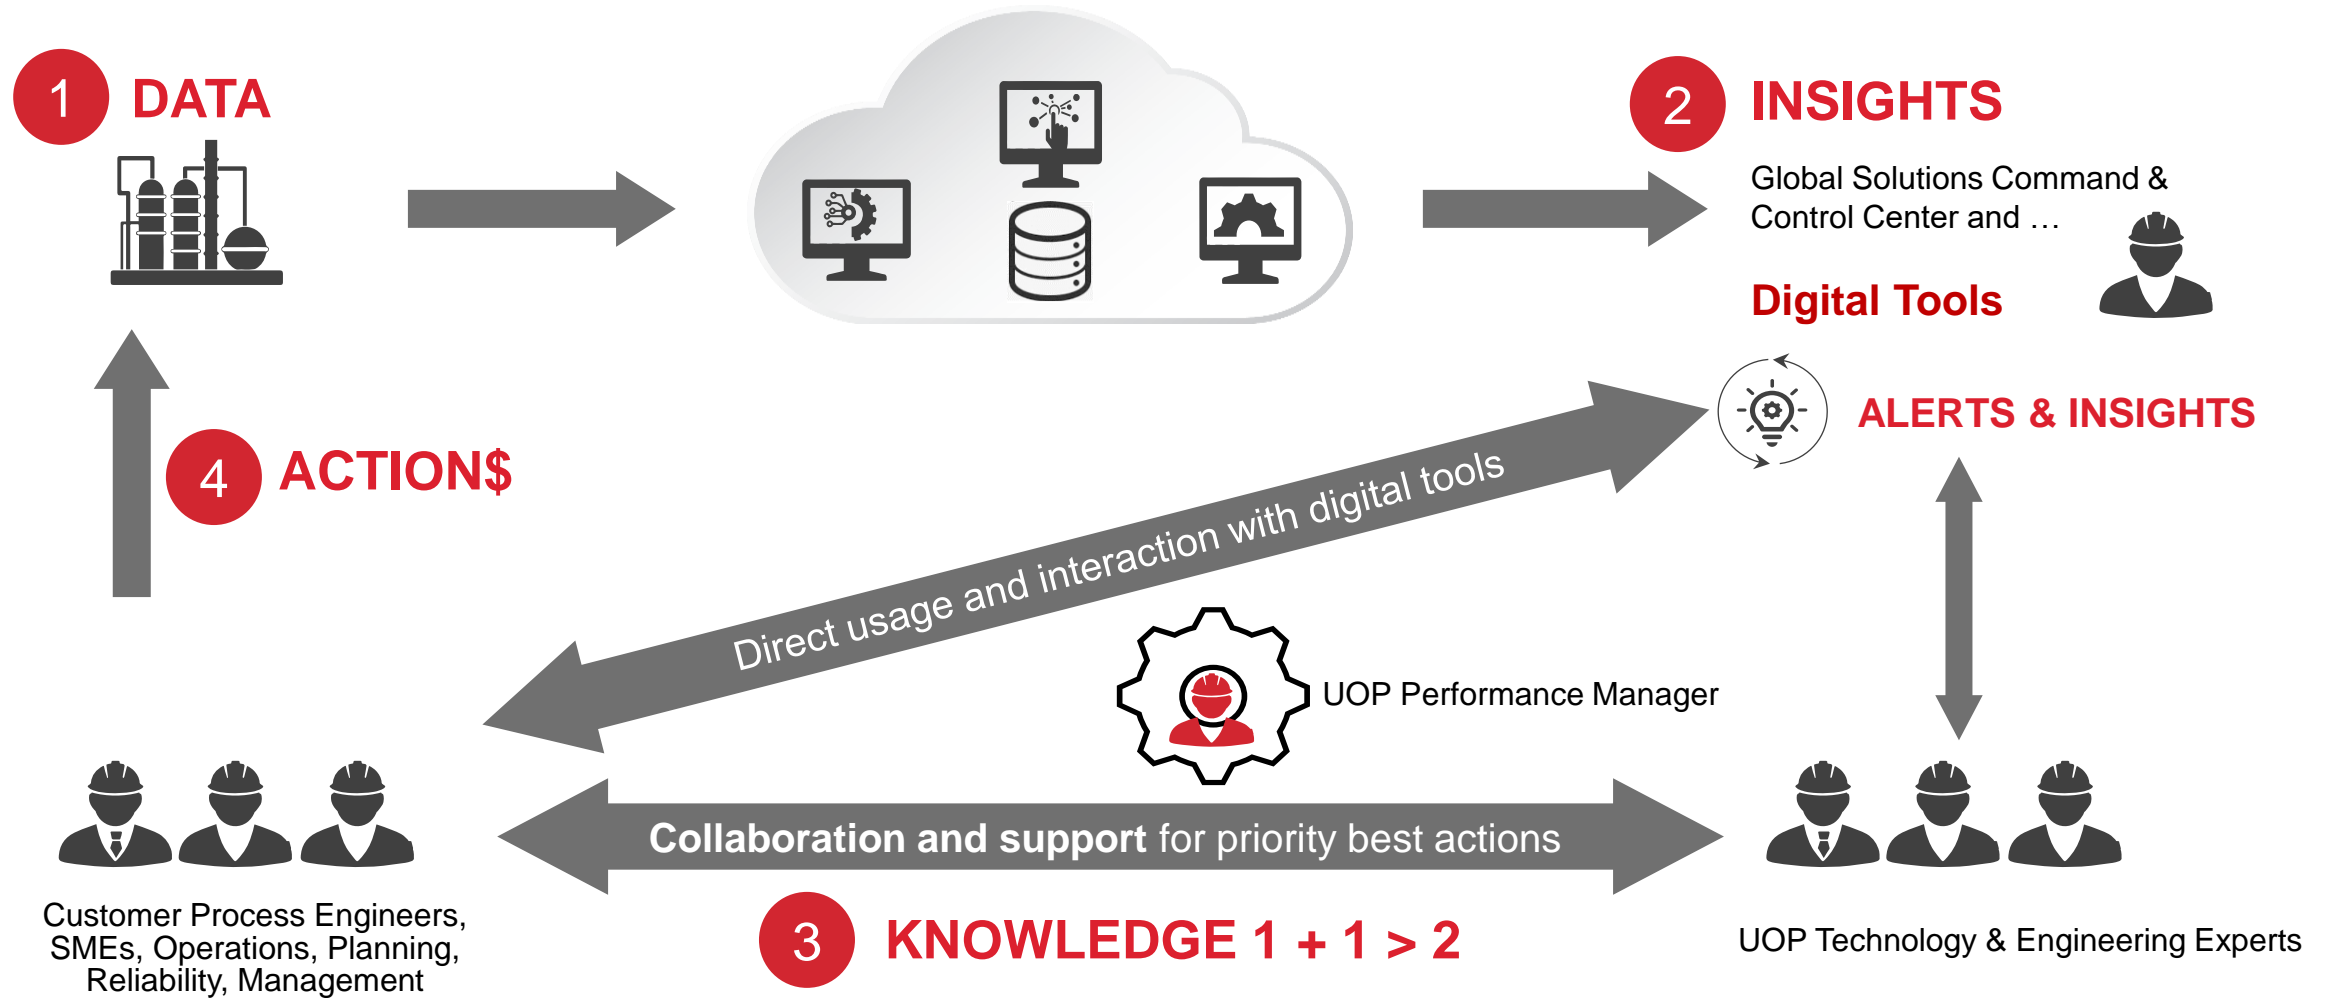 1 DATA
2 INSIGHTS
Global Solutions Command &
Control Center and …
Digital Tools
ALERTS & INSIGHTS
4 ACTION$
Direct usage and interaction with digital tools
UOP Performance Manager
Collaboration and support for priority best actions
Customer Process Engineers,
SMEs, Operations, Planning,
Reliability, Management
3 KNOWLEDGE 1 + 1 > 2
UOP Technology & Engineering Experts